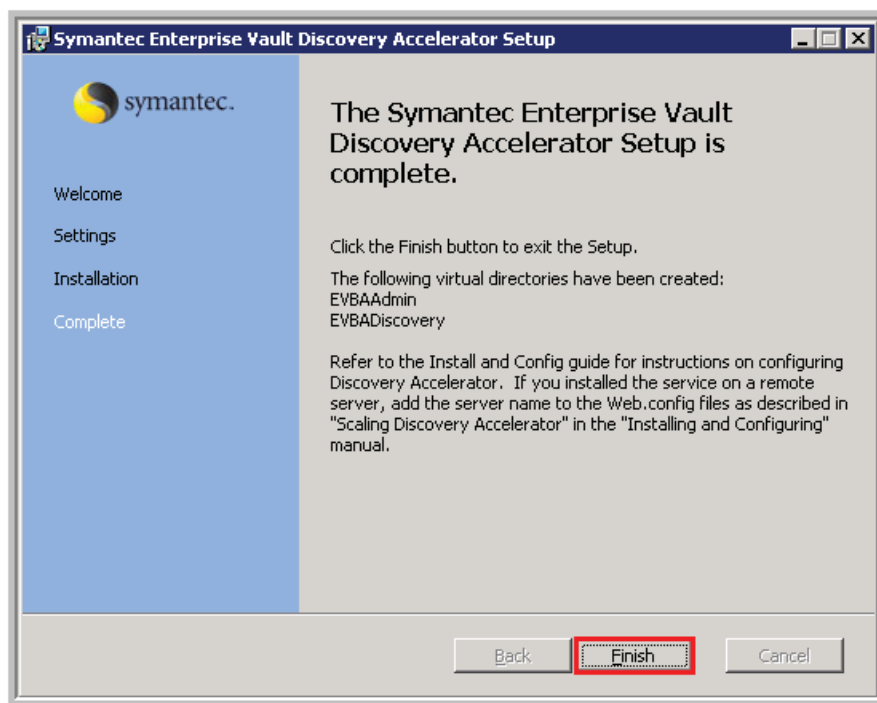 Symantec Enterprise Vault Discovery Accelerator Setup
symantec.
Welcome
Settings
Installation
Complete
The Symantec Enterprise Vault
Discovery Accelerator Setup is
complete.
Click the Finish button to exit the Setup.
The following virtual directories have been created:
EVBAAdmin
EVBADiscovery
Refer to the Install and Config guide for instructions on configuring
Discovery Accelerator. If you installed the service on a remote
server, add the server name to the Web.config files as described in
"Scaling Discovery Accelerator" in the "Installing and Configuring"
manual.
Back
Finish
Cancel